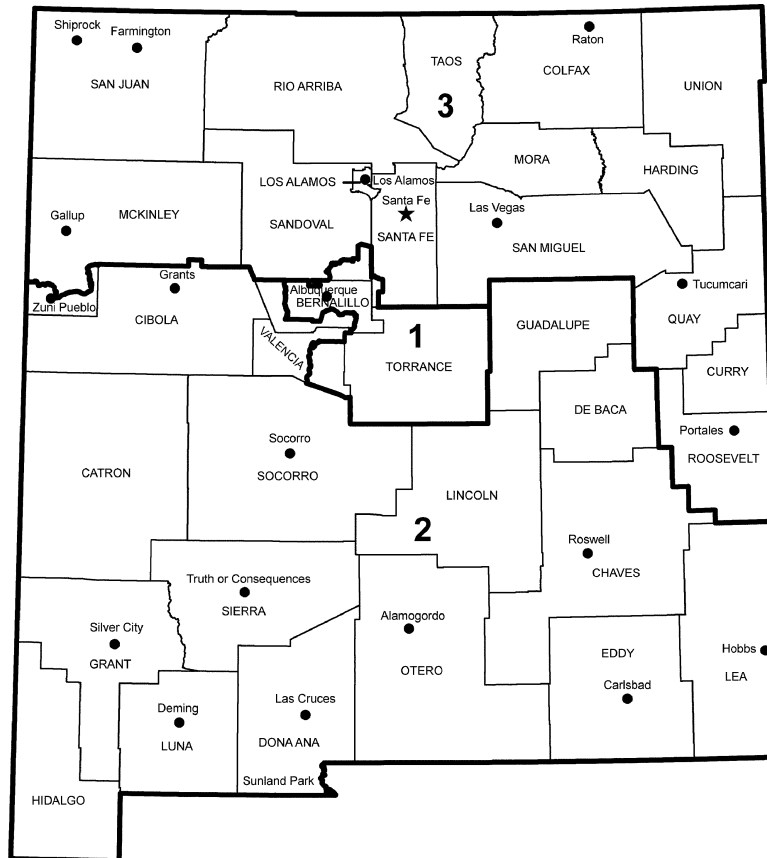 Shiprock
Farmington
SAN JUAN
RIO ARRIBA
TAOS
3
Raton
COLFAX
UNION
MORA
HARDING
LOS ALAMOS
Los Alamos
Gallup
MCKINLEY
SANDOVAL
Santa Fe
SANTA FE
Las Vegas
SAN MIGUEL
Grants
Zuni Pueblo
CIBOLA
Albuquerque
BERNALILLO
VALENCIA
1
TORRANCE
GUADALUPE
Tucumcari
QUAY
CURRY
DE BACA
Portales
ROOSEVELT
CATRON
Socorro
SOCORRO
LINCOLN
2
Roswell
CHAVES
Truth or Consequences
SIERRA
Silver City
GRANT
Alamogordo
OTERO
EDDY
Carlsbad
Hobbs
LEA
Deming
LUNA
Las Cruces
DONA ANA
Sunland Park
HIDALGO